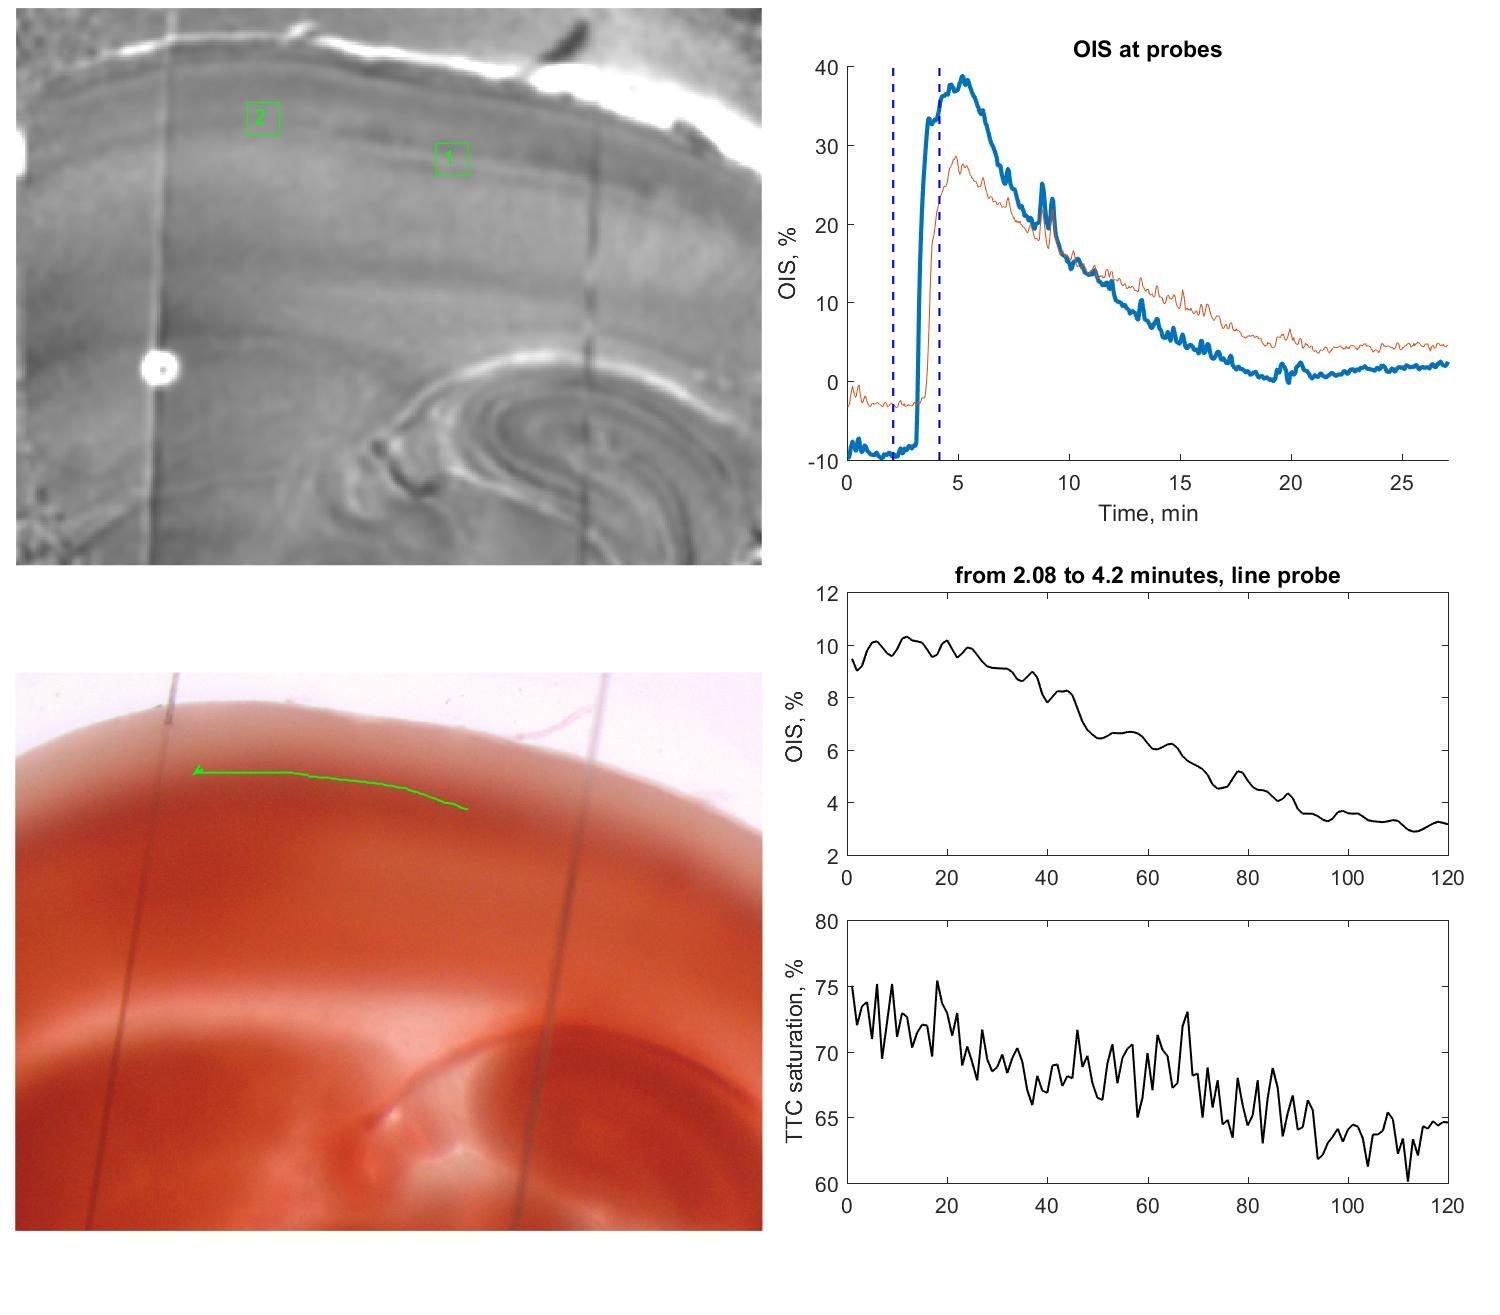 2
1
OIS at probes
OIS, %
40
30
20
10
0
-10
0 5 10 15 20 25
Time, min
from 2.08 to 4.2 minutes, line probe
OIS, %
12
10
8
6
4
2
0 20 40 60 80 100 120
TTC saturation, %
80
75
70
65
60
0 20 40 60 80 100 120